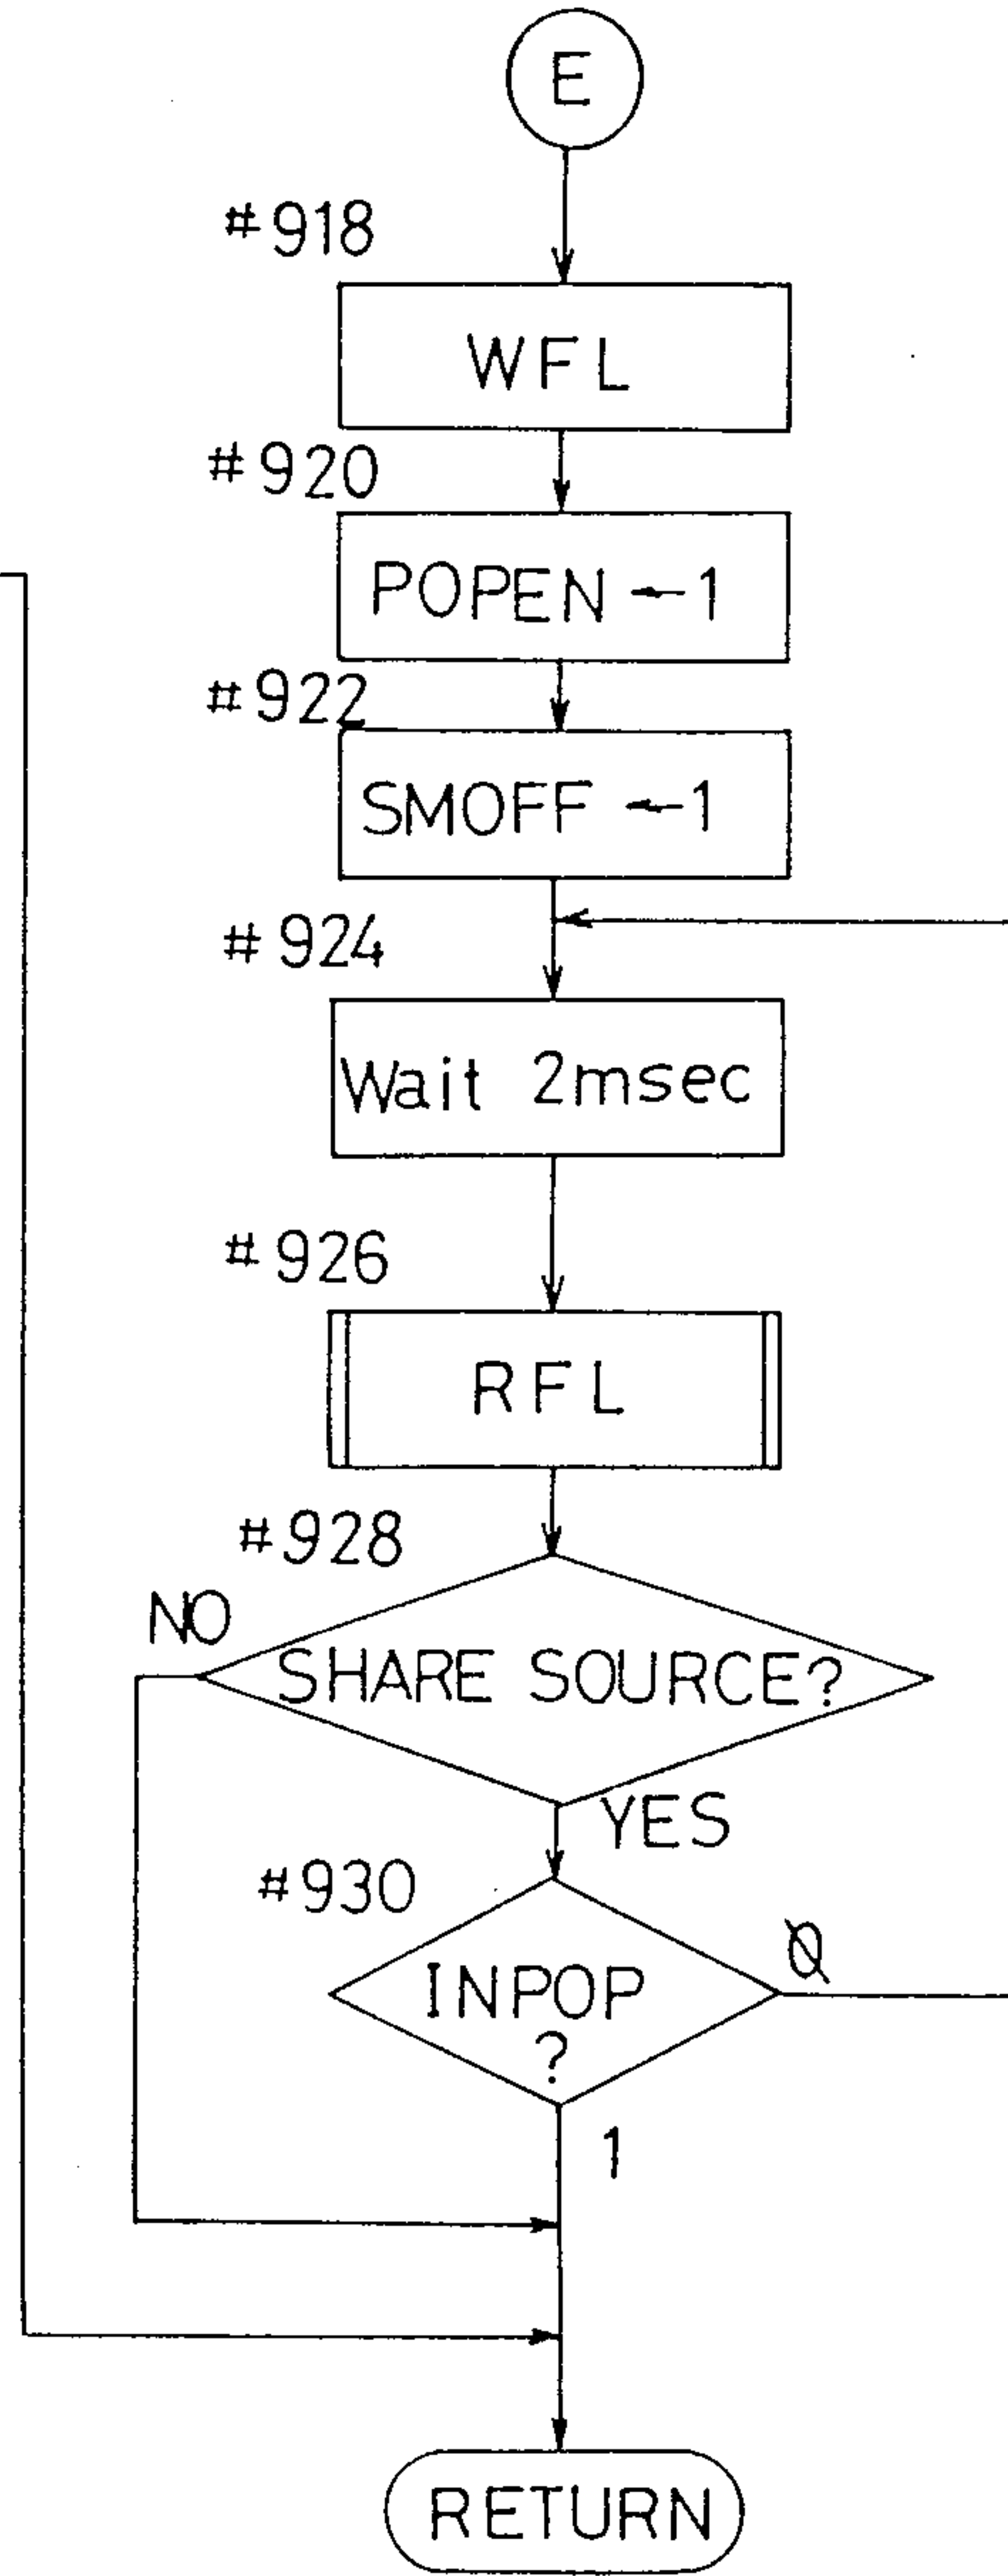 E
#918
WFL
#920
POPEN ←1
#922
SMOFF ←1
#924
Wait 2msec
#926
RFL
#928
NO
SHARE SOURCE?
YES
#930
0̸
INPOP
?
1
RETURN